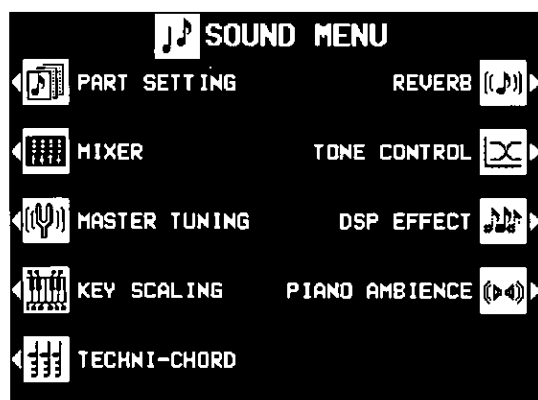 SOUND MENU
PART SETTING
REVERB
MIXER
TONE CONTROL
MASTER TUNING
DSP EFFECT
KEY SCALING
PIANO AMBIENCE
TECHNI-CHORD